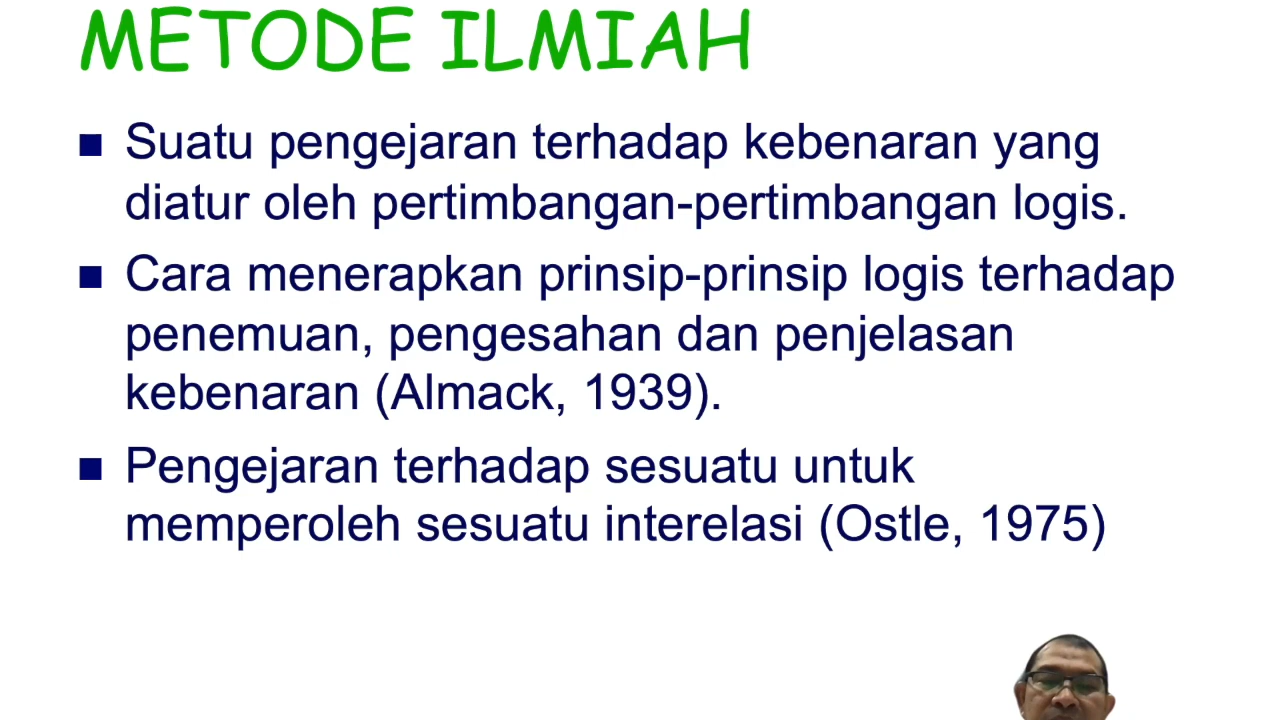 METODE ILMIAH
Suatu pengejaran terhadap kebenaran yang
diatur oleh pertimbangan-pertimbangan logis.
Cara menerapkan prinsip-prinsip logis terhadap
penemuan, pengesahan dan penjelasan
kebenaran (Almack, 1939).
Pengejaran terhadap sesuatu untuk
memperoleh sesuatu interelasi (Ostle, 1975)